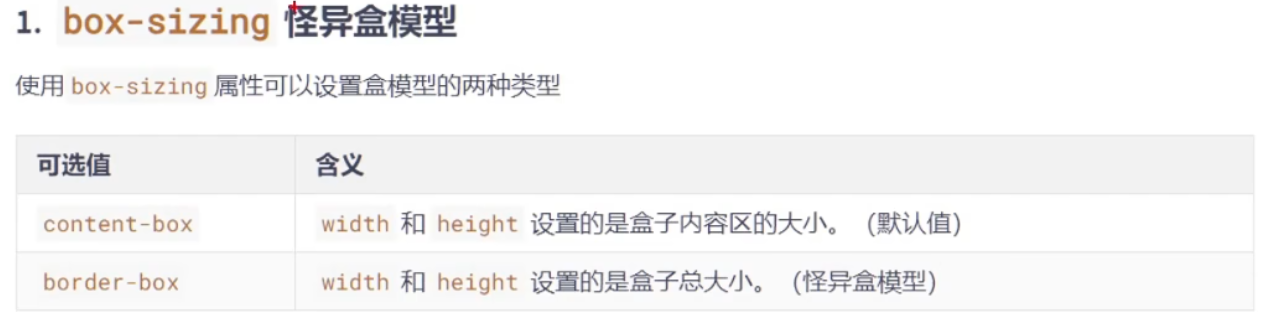 1. box-sizing 怪异盒模型
使用 box-sizing 属性可以设置盒模型的两种类型
可选值 含义
content-box width 和 height 设置的是盒子内容区的大小。（默认值）
border-box width 和 height 设置的是盒子总大小。（怪异盒模型）